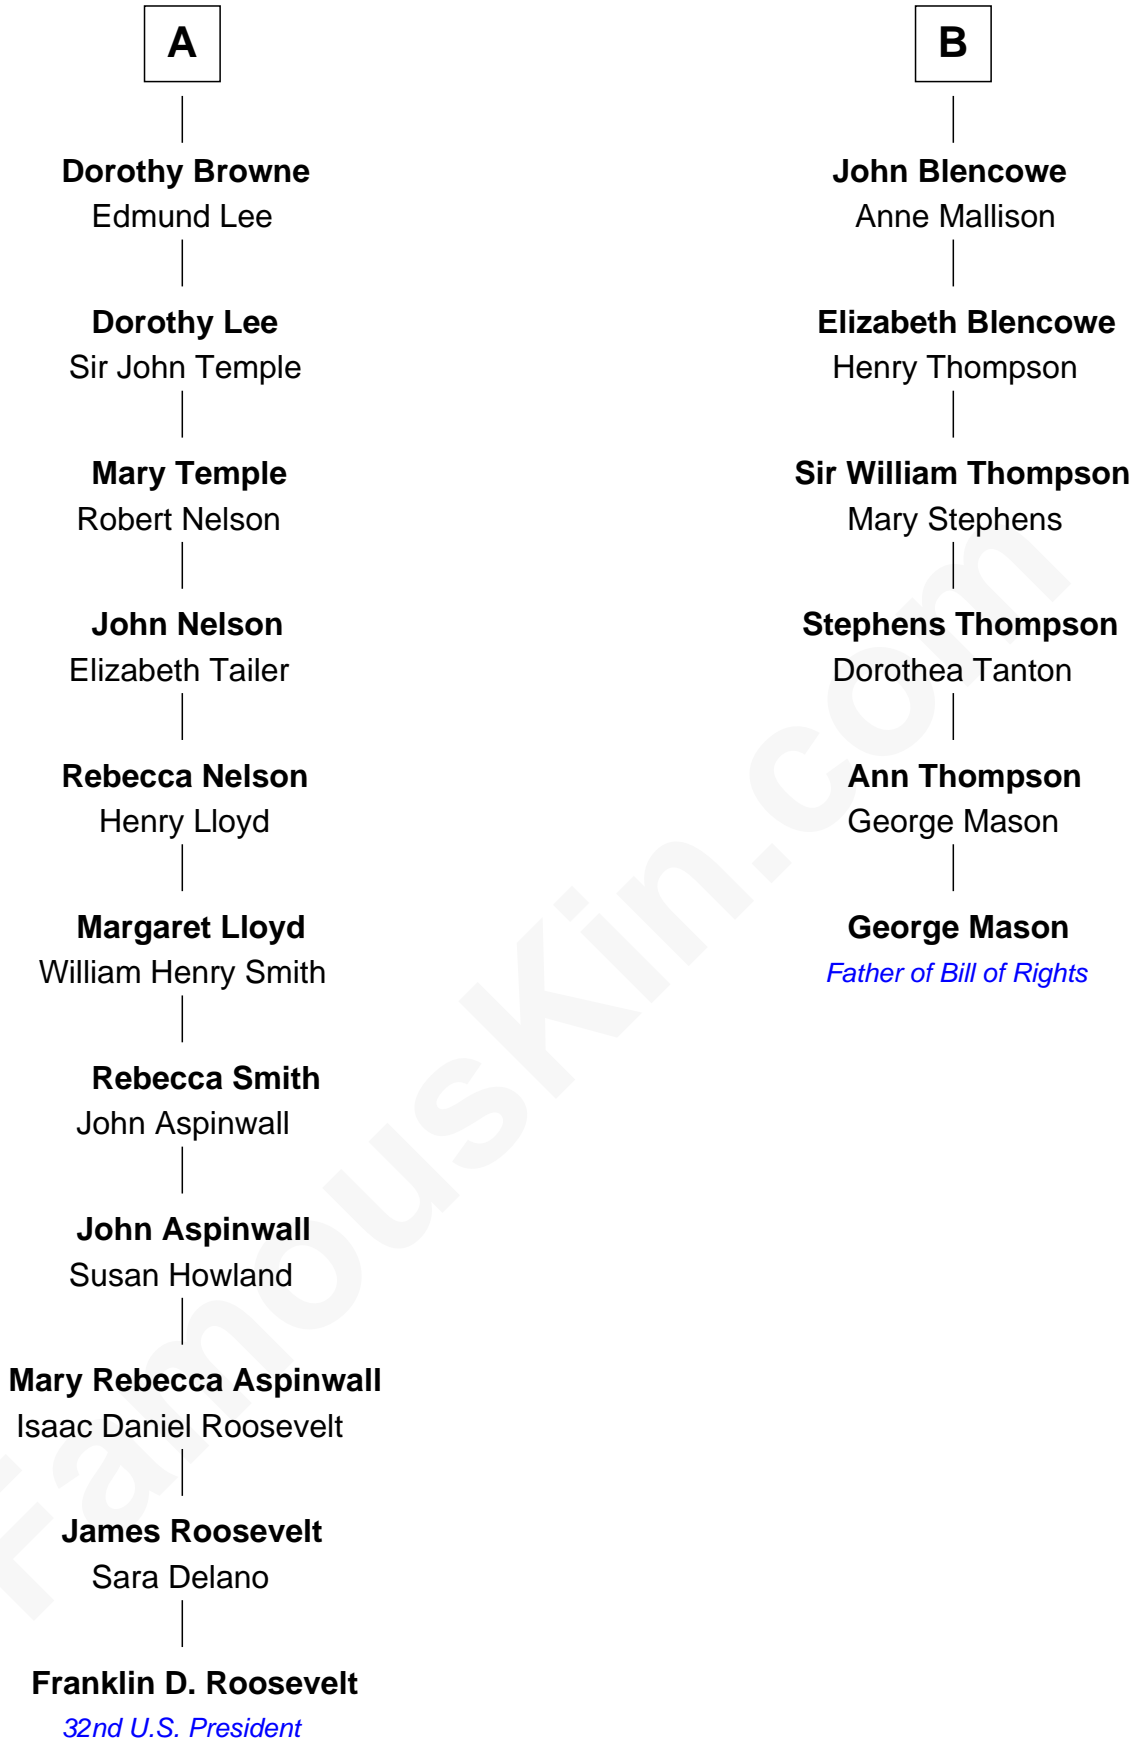 A
Dorothy Browne
Edmund Lee
Dorothy Lee
Sir John Temple
Mary Temple
Robert Nelson
John Nelson
Elizabeth Tailer
Rebecca Nelson
Henry Lloyd
Margaret Lloyd
William Henry Smith
Rebecca Smith
John Aspinwall
John Aspinwall
Susan Howland
Mary Rebecca Aspinwall
Isaac Daniel Roosevelt
James Roosevelt
Sara Delano
Franklin D. Roosevelt
32nd U.S. President
B
John Blencowe
Anne Mallison
Elizabeth Blencowe
Henry Thompson
Sir William Thompson
Mary Stephens
Stephens Thompson
Dorothea Tanton
Ann Thompson
George Mason
George Mason
Father of Bill of Rights
FamousKin.com